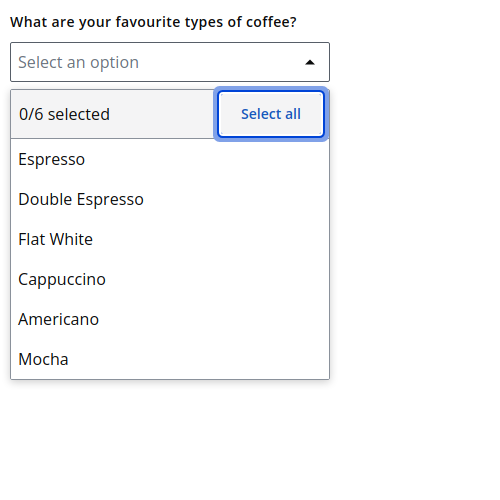 What are your favourite types of coffee?
Select an option
0/6 selected
Select all
Espresso
Double Espresso
Flat White
Cappuccino
Americano
Mocha